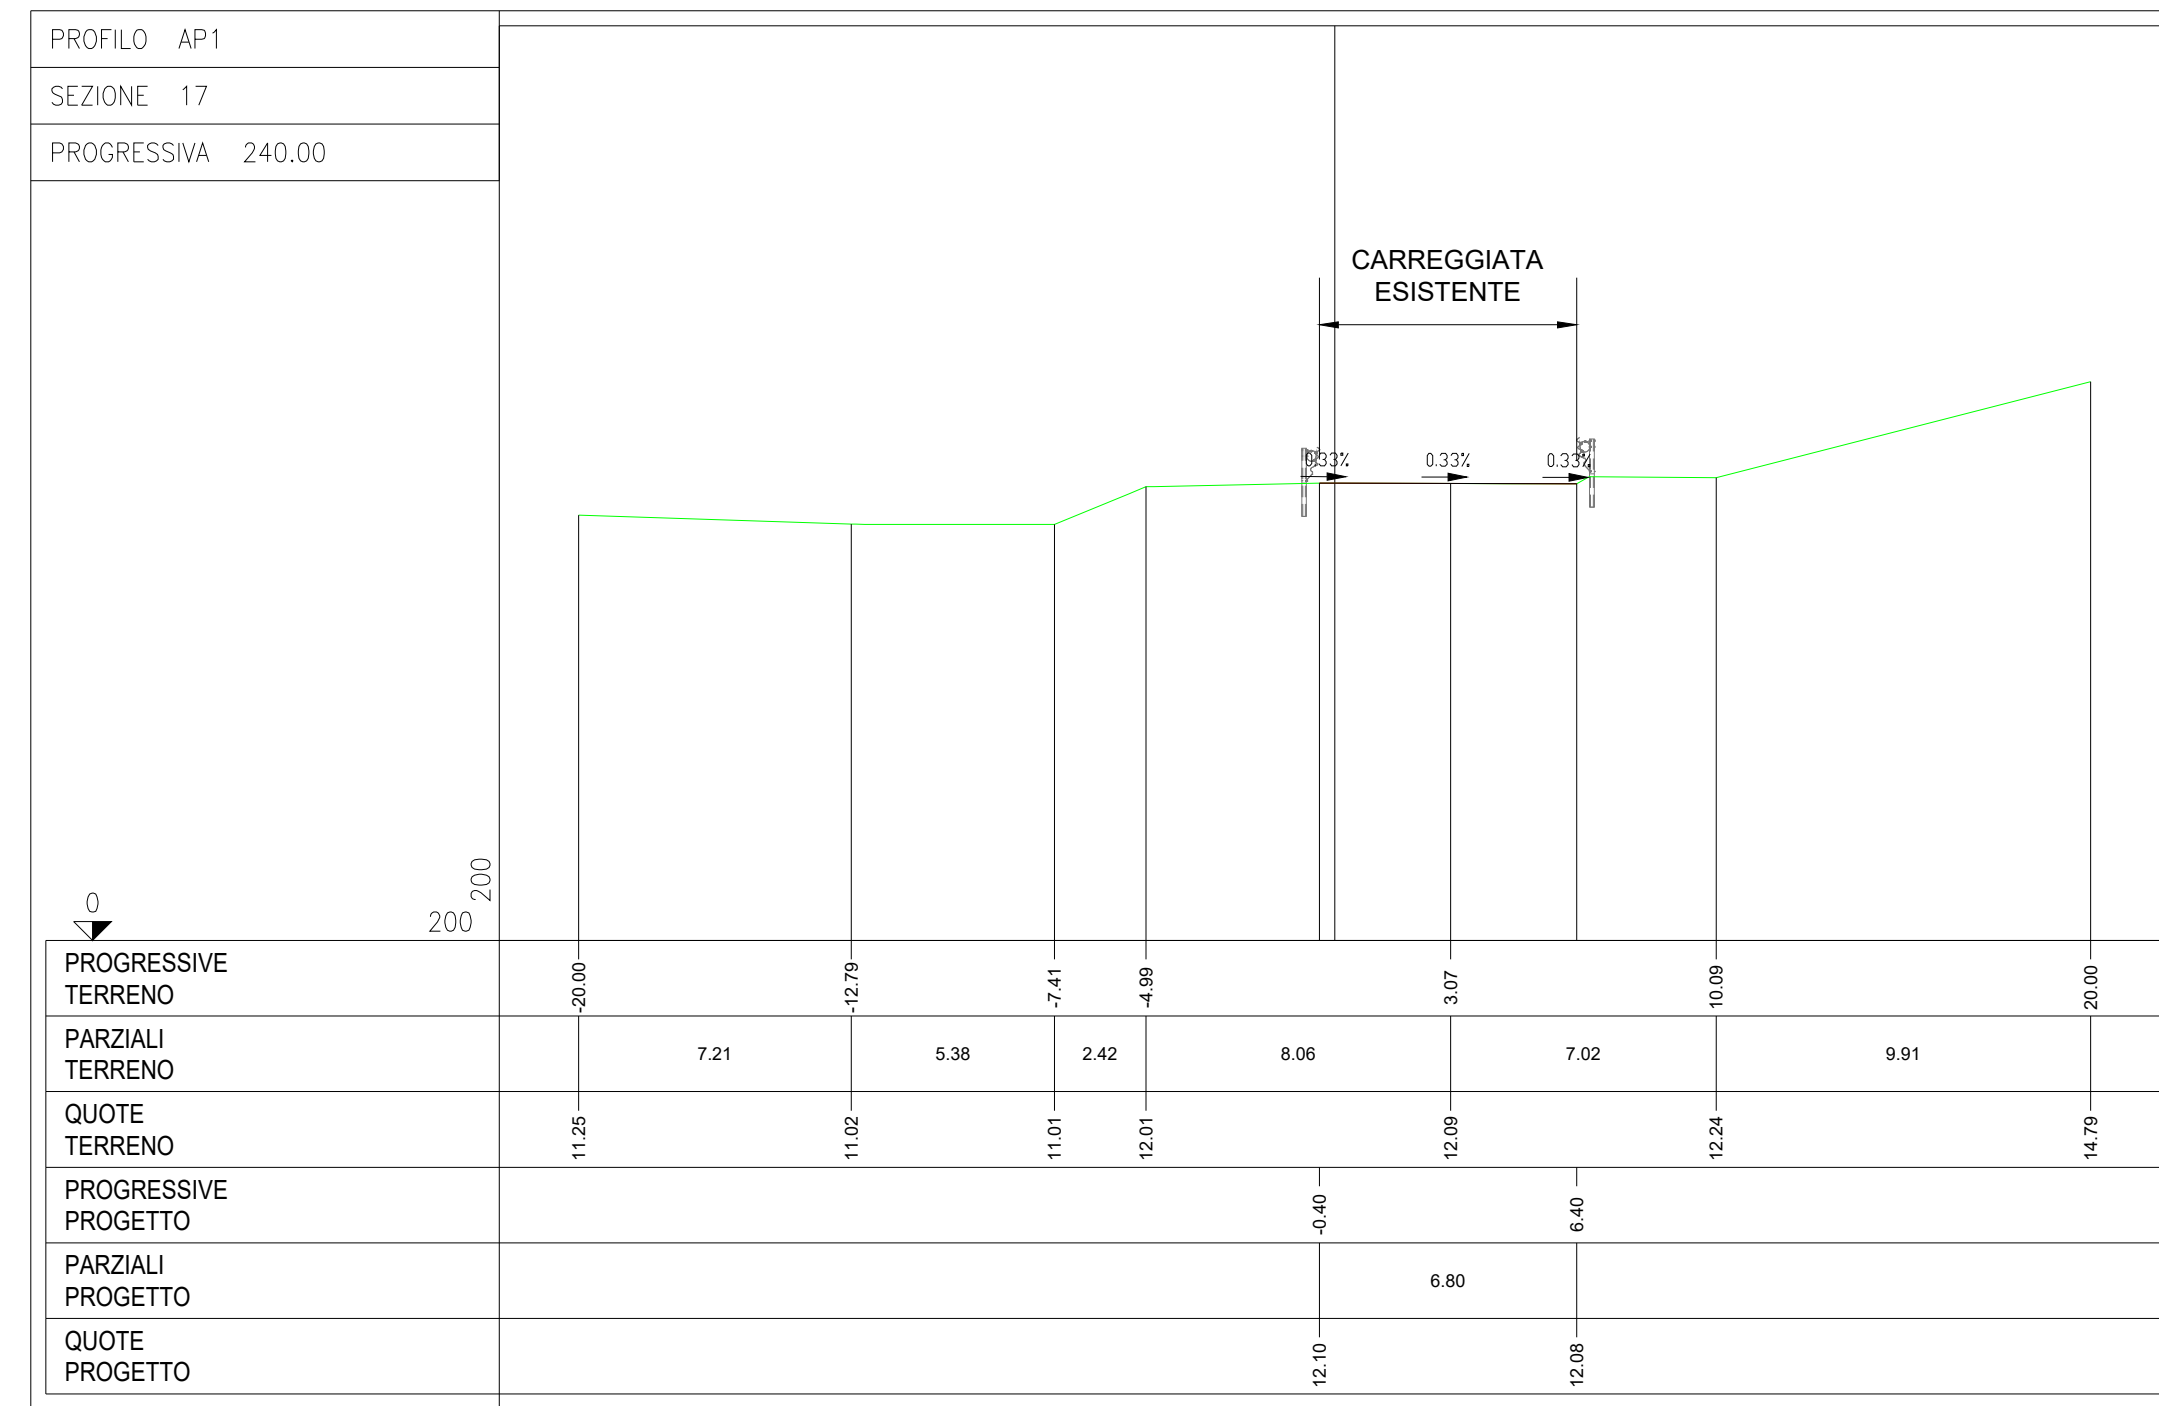 PROFILO AP1
SEZIONE 17
PROGRESSIVA 240.00
CARREGGIATA
ESISTENTE
0.33%
0.33%
0.33%
0
200
200
PROGRESSIVE
TERRENO
-20.00
-12.79
-7.41
-4.99
3.07
10.09
20.00
PARZIALI
TERRENO
7.21
5.38
2.42
8.06
7.02
9.91
QUOTE
TERRENO
11.25
11.02
11.01
12.01
12.09
12.24
14.79
PROGRESSIVE
PROGETTO
-0.40
6.40
PARZIALI
PROGETTO
6.80
QUOTE
PROGETTO
12.10
12.08